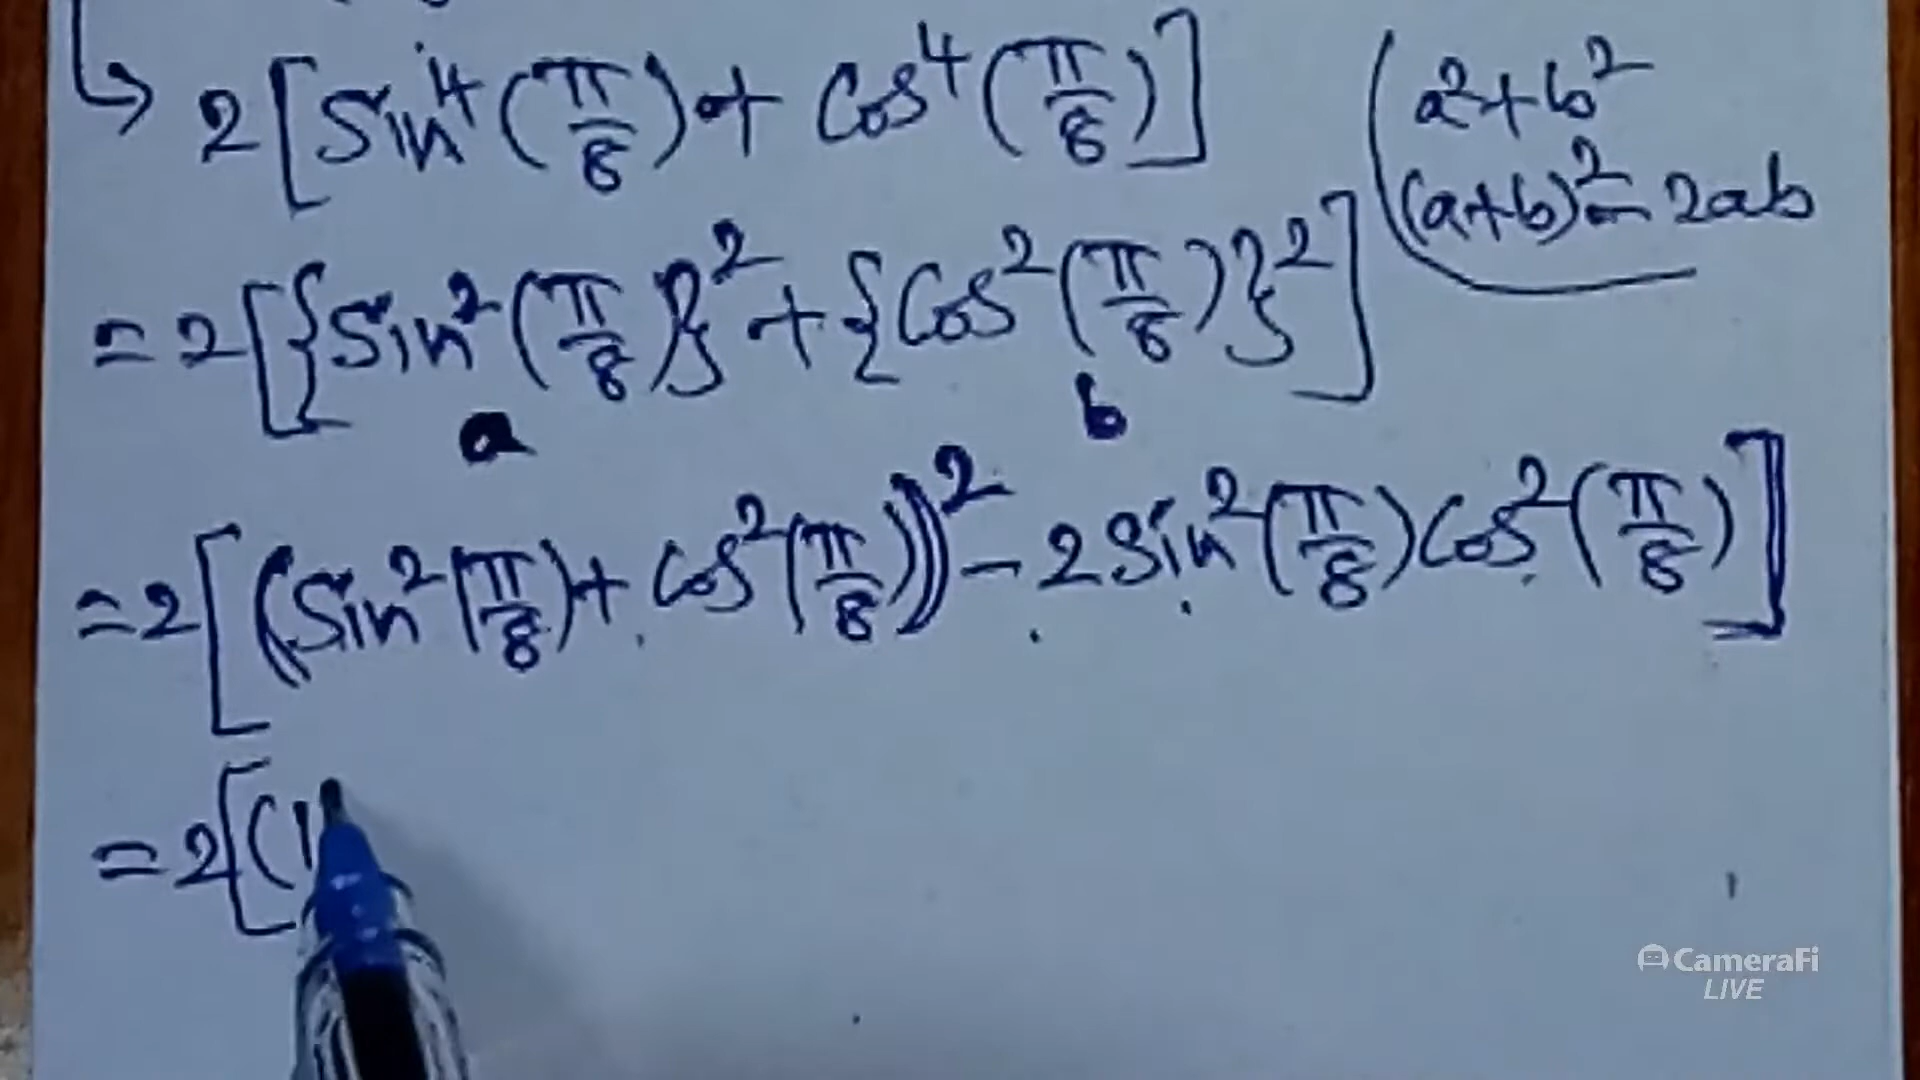 2[Sin⁴(π/8) + Cos⁴(π/8)]
a² + b²
(a+b)² - 2ab
= 2[{Sin²(π/8)}² + {Cos²(π/8)}²]
a b
= 2[(Sin²(π/8) + Cos²(π/8))² - 2Sin²(π/8)Cos²(π/8)]
= 2[(1
CameraFi
LIVE